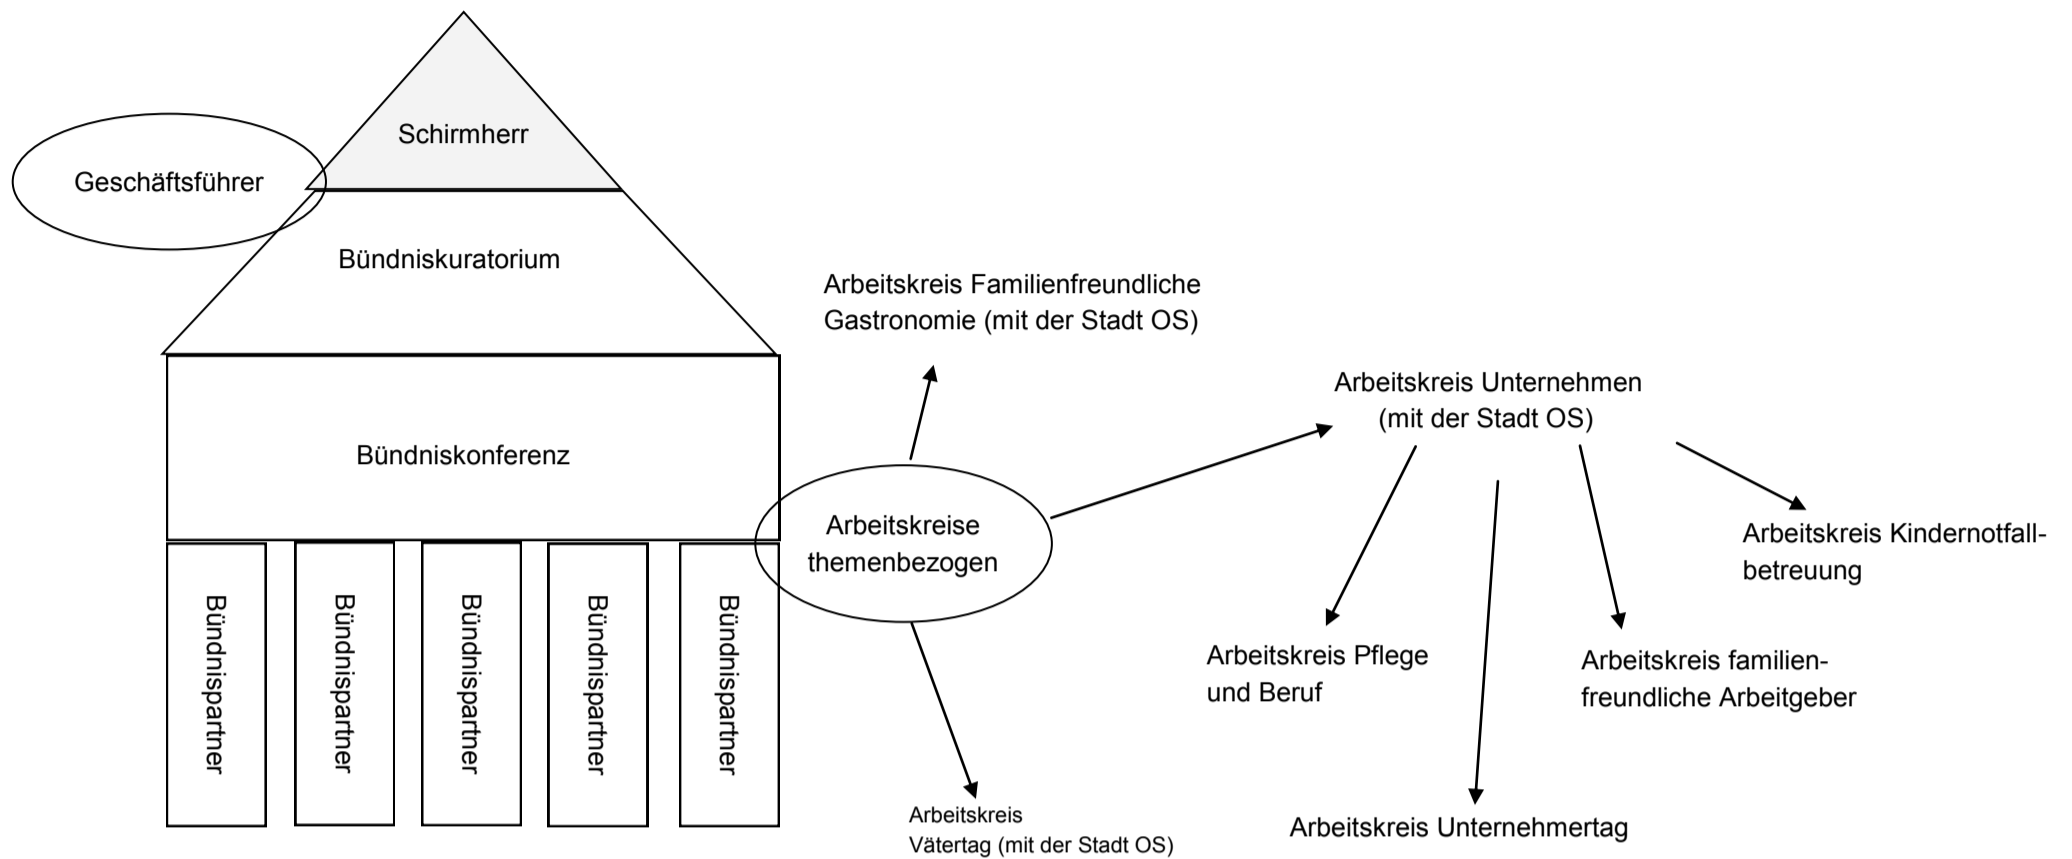 Schirmherr
Geschäftsführer
Bündniskuratorium
Bündniskonferenz
Bündnispartner
Bündnispartner
Bündnispartner
Bündnispartner
Bündnispartner
Arbeitskreise
themenbezogen
Arbeitskreis Familienfreundliche
Gastronomie (mit der Stadt OS)
Arbeitskreis Unternehmen
(mit der Stadt OS)
Arbeitskreis Kindernotfall-
betreuung
Arbeitskreis Pflege
und Beruf
Arbeitskreis familien-
freundliche Arbeitgeber
Arbeitskreis
Vätertag (mit der Stadt OS)
Arbeitskreis Unternehmertag